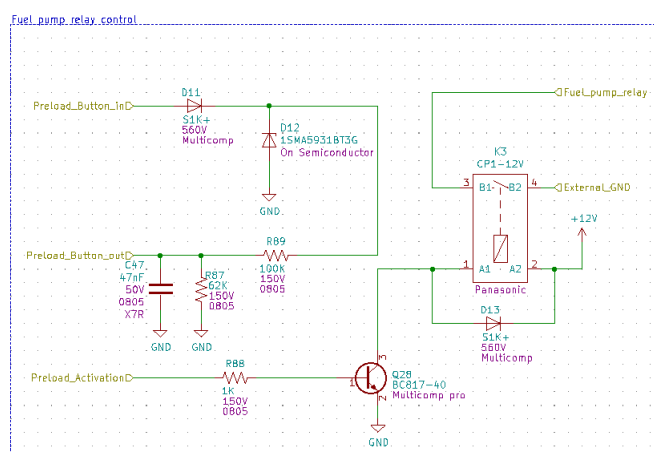 Fuel pump relay control
D11
Preload_Button_in
S1K+
560V
Multicomp
D12
1SMA5931BT3G
On Semiconductor
GND
Fuel_pump_relay
K3
CP1-12V
3 B1 B2 4
External_GND
+12V
1 A1 A2 2
Panasonic
D13
S1K+
560V
Multicomp
Preload_Button_out
R89
100K
150V
0805
C47
47nF
50V
0805
X7R
R87
62K
150V
0805
GND
GND
Preload_Activation
R88
1K
150V
0805
3
1
2
Q28
BC817-40
Multicomp pro
GND